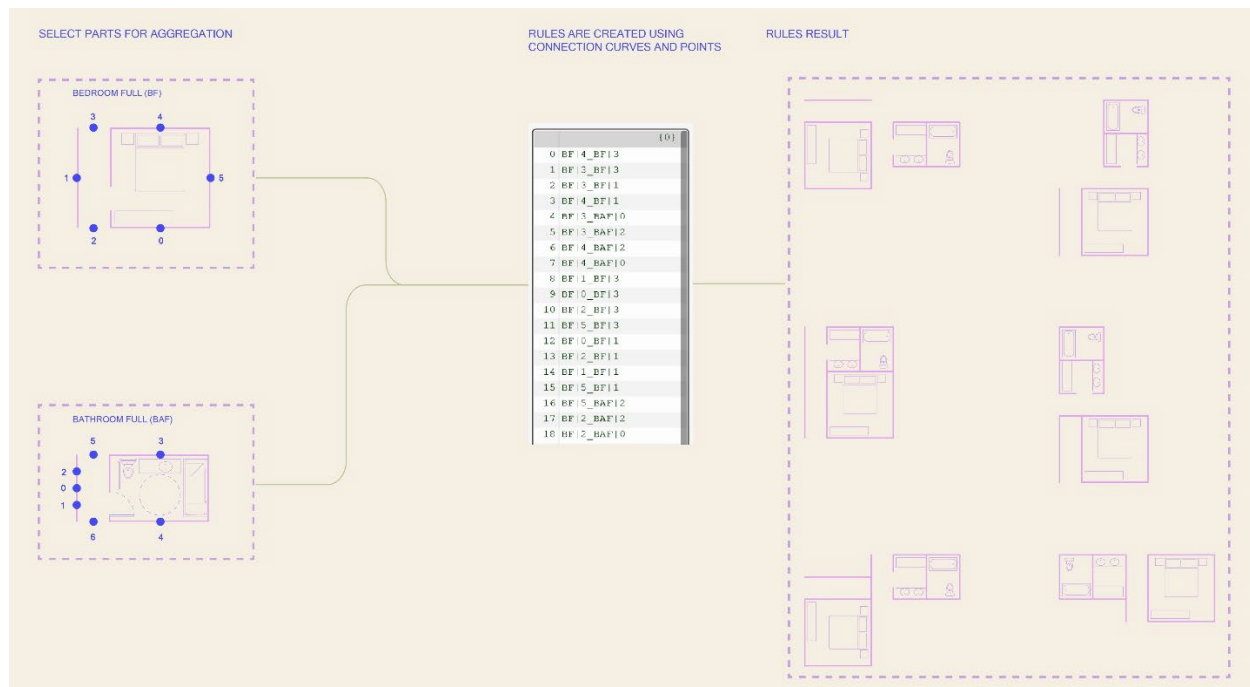 SELECT PARTS FOR AGGREGATION
BEDROOM FULL (BF)
3
4
1
5
2
0
BATHROOM FULL (BAF)
5
3
2
0
1
6
4
RULES ARE CREATED USING
CONNECTION CURVES AND POINTS
{0}
0 BF|4_BF|3
1 BF|3_BF|3
2 BF|3_BF|1
3 BF|4_BF|1
4 BF|3_BAF|0
5 BF|3_BAF|2
6 BF|4_BAF|2
7 BF|4_BAF|0
8 BF|1_BF|3
9 BF|0_BF|3
10 BF|2_BF|3
11 BF|5_BF|3
12 BF|0_BF|1
13 BF|2_BF|1
14 BF|1_BF|1
15 BF|5_BF|1
16 BF|5_BAF|2
17 BF|2_BAF|2
18 BF|2_BAF|0
RULES RESULT